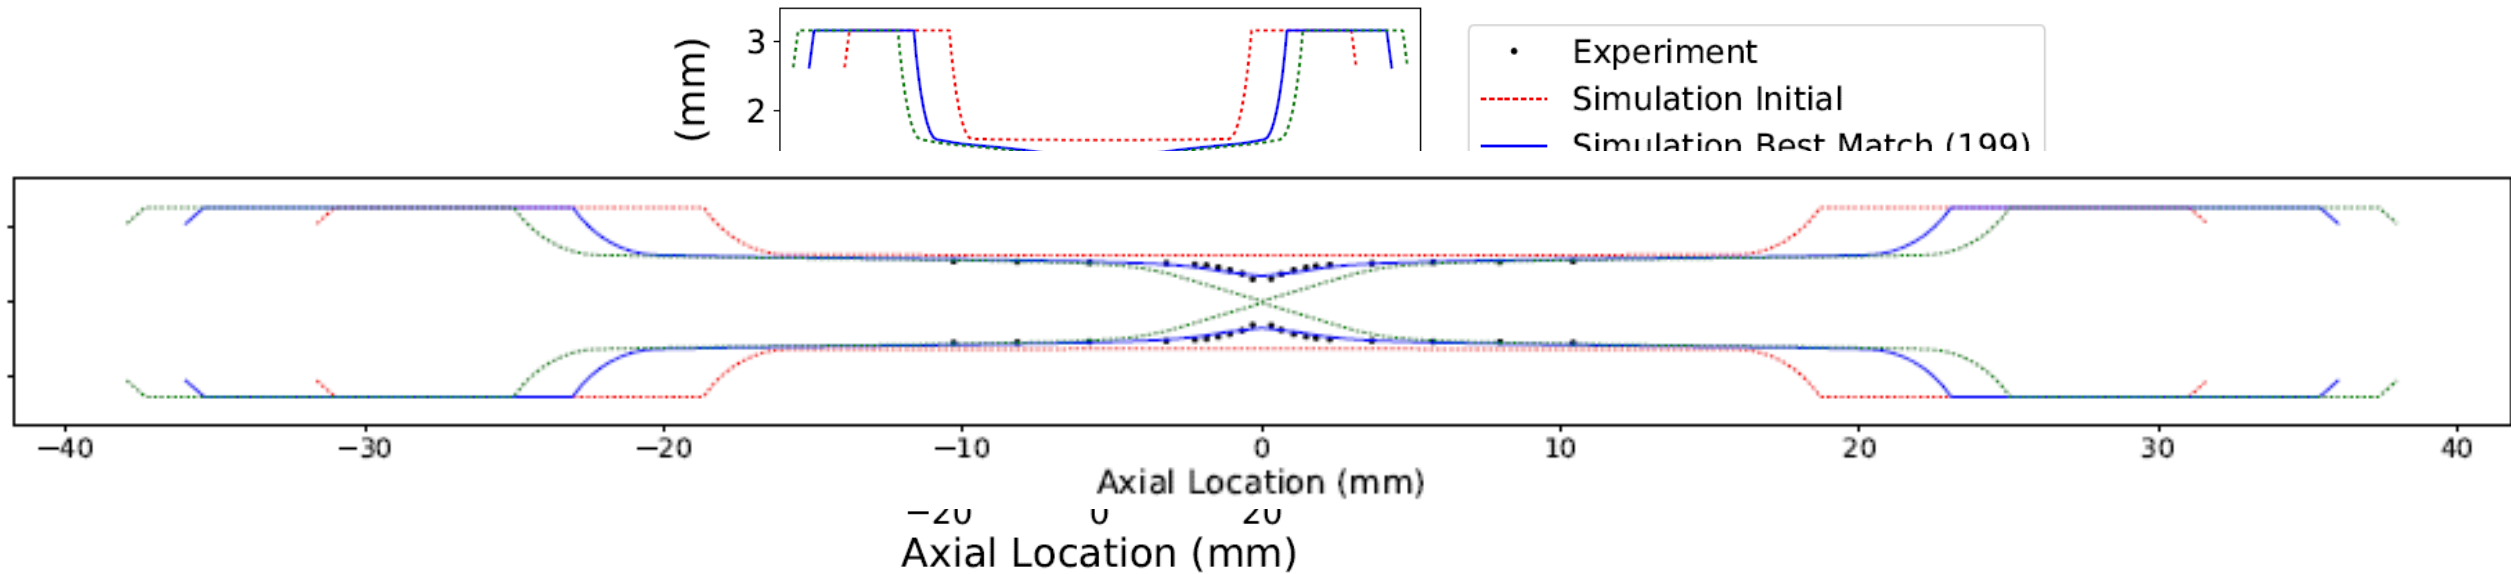 3
2
(mm)
Experiment
Simulation Initial
Simulation Best Match (199)
−40 −30 −20 −10 0 10 20 30 40
Axial Location (mm)
−20 0 20
Axial Location (mm)